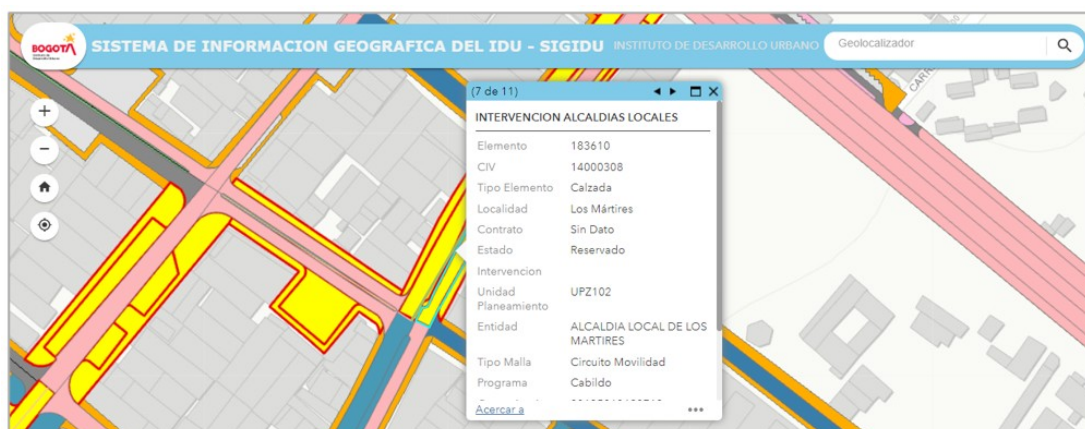 BOGOTÁ
SISTEMA DE INFORMACION GEOGRAFICA DEL IDU - SIGIDU INSTITUTO DE DESARROLLO URBANO
Geolocalizador
(7 de 11)
INTERVENCION ALCALDIAS LOCALES
Elemento 183610
CIV 14000308
Tipo Elemento Calzada
Localidad Los Mártires
Contrato Sin Dato
Estado Reservado
Intervencion
Unidad Planeamiento UPZ102
Entidad ALCALDIA LOCAL DE LOS
MARTIRES
Tipo Malla Circuito Movilidad
Programa Cabildo
Acercar a